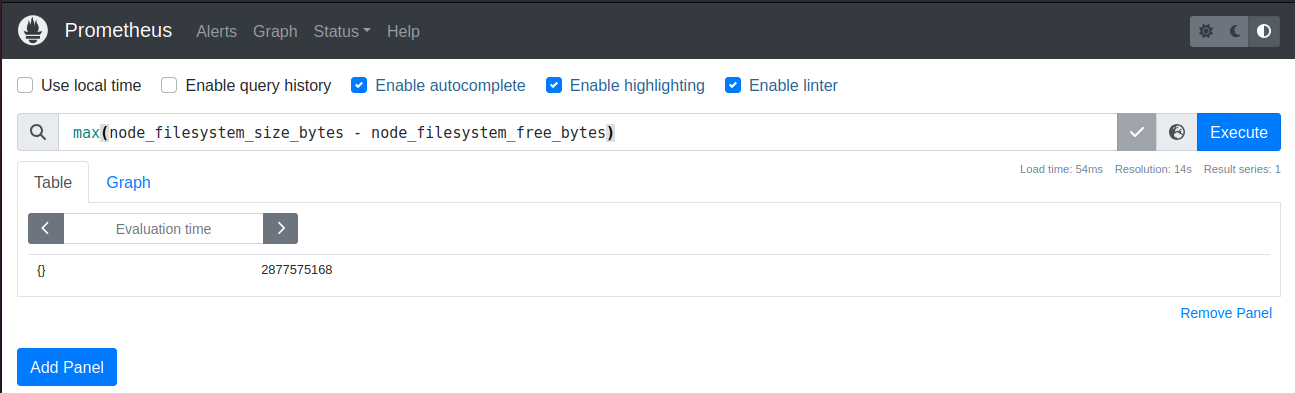 Prometheus Alerts Graph Status Help
Use local time Enable query history Enable autocomplete Enable highlighting Enable linter
max(node_filesystem_size_bytes - node_filesystem_free_bytes) Execute
Load time: 54ms Resolution: 14s Result series: 1
Table Graph
Evaluation time
{} 2877575168
Remove Panel
Add Panel